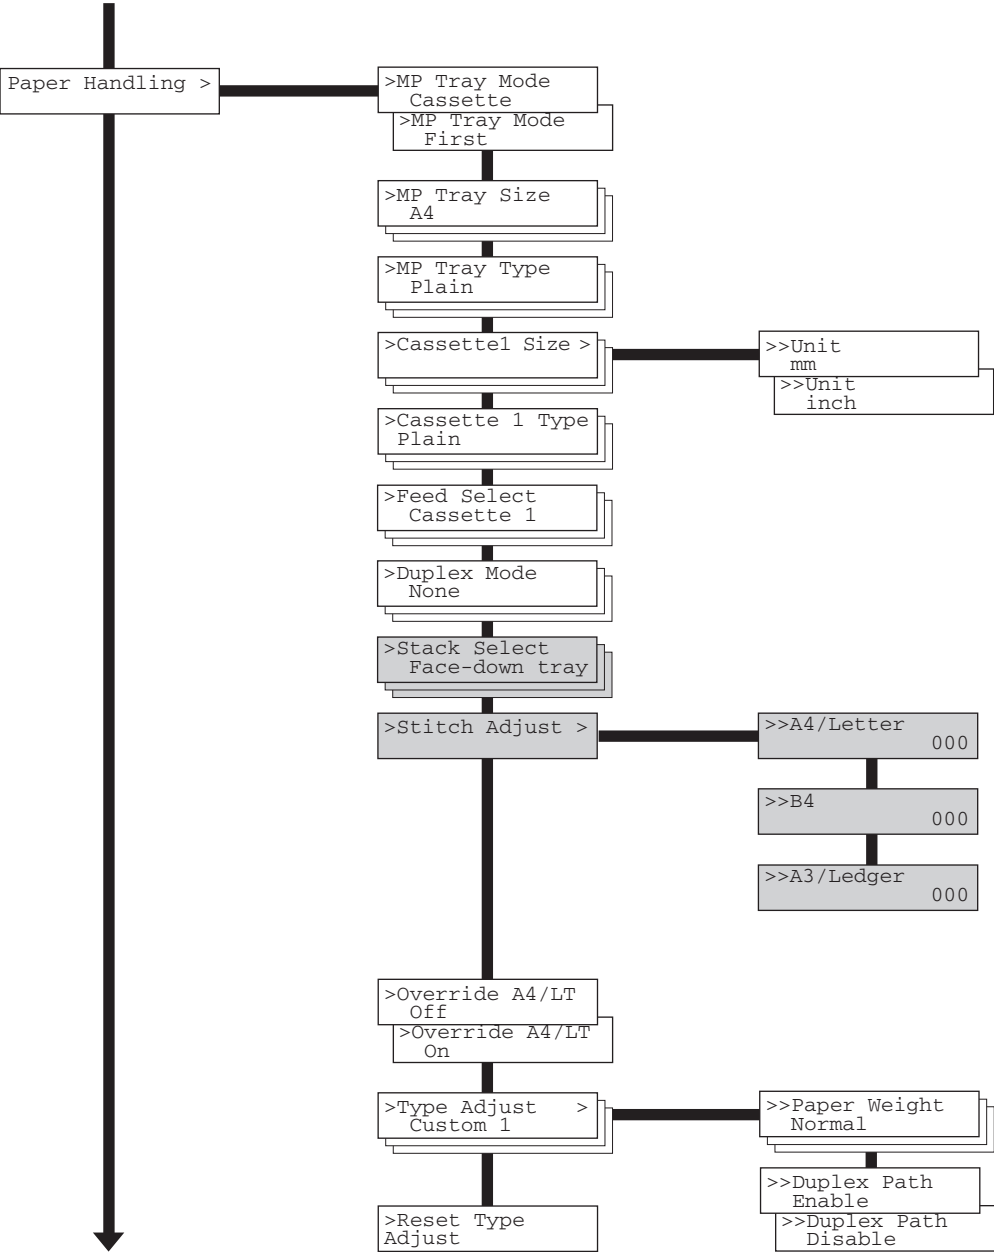 Paper Handling >
>MP Tray Mode
Cassette
>MP Tray Mode
First
>MP Tray Size
A4
>MP Tray Type
Plain
>Cassette1 Size >
>>Unit
mm
>>Unit
inch
>Cassette 1 Type
Plain
>Feed Select
Cassette 1
>Duplex Mode
None
>Stack Select
Face-down tray
>Stitch Adjust >
>>A4/Letter
000
>>B4
000
>>A3/Ledger
000
>Override A4/LT
Off
>Override A4/LT
On
>Type Adjust >
Custom 1
>>Paper Weight
Normal
>>Duplex Path
Enable
>>Duplex Path
Disable
>Reset Type
Adjust